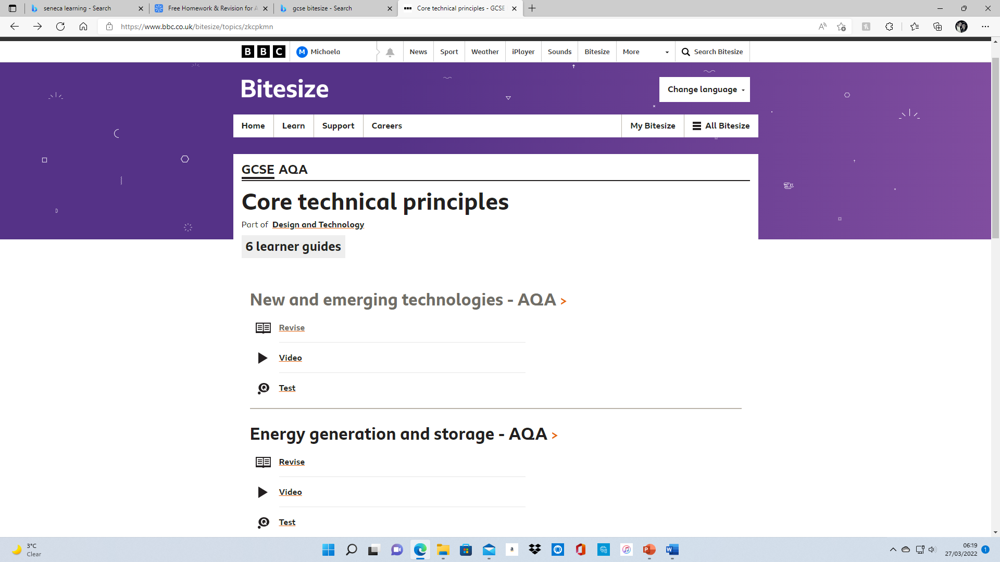 seneca learning - Search
Free Homework & Revision for A
gcse bitesize - Search
Core technical principles - GCSE
https://www.bbc.co.uk/bitesize/topics/zkcpkmn
BBC
M Michaela
News
Sport
Weather
iPlayer
Sounds
Bitesize
More
Search Bitesize
Bitesize
Change language
Home
Learn
Support
Careers
My Bitesize
All Bitesize
GCSE AQA
Core technical principles
Part of Design and Technology
6 learner guides
New and emerging technologies - AQA >
Revise
Video
Q Test
Energy generation and storage - AQA >
Revise
Video
Q Test
3°C
Clear
a
P
W
06:19
27/03/2022
1